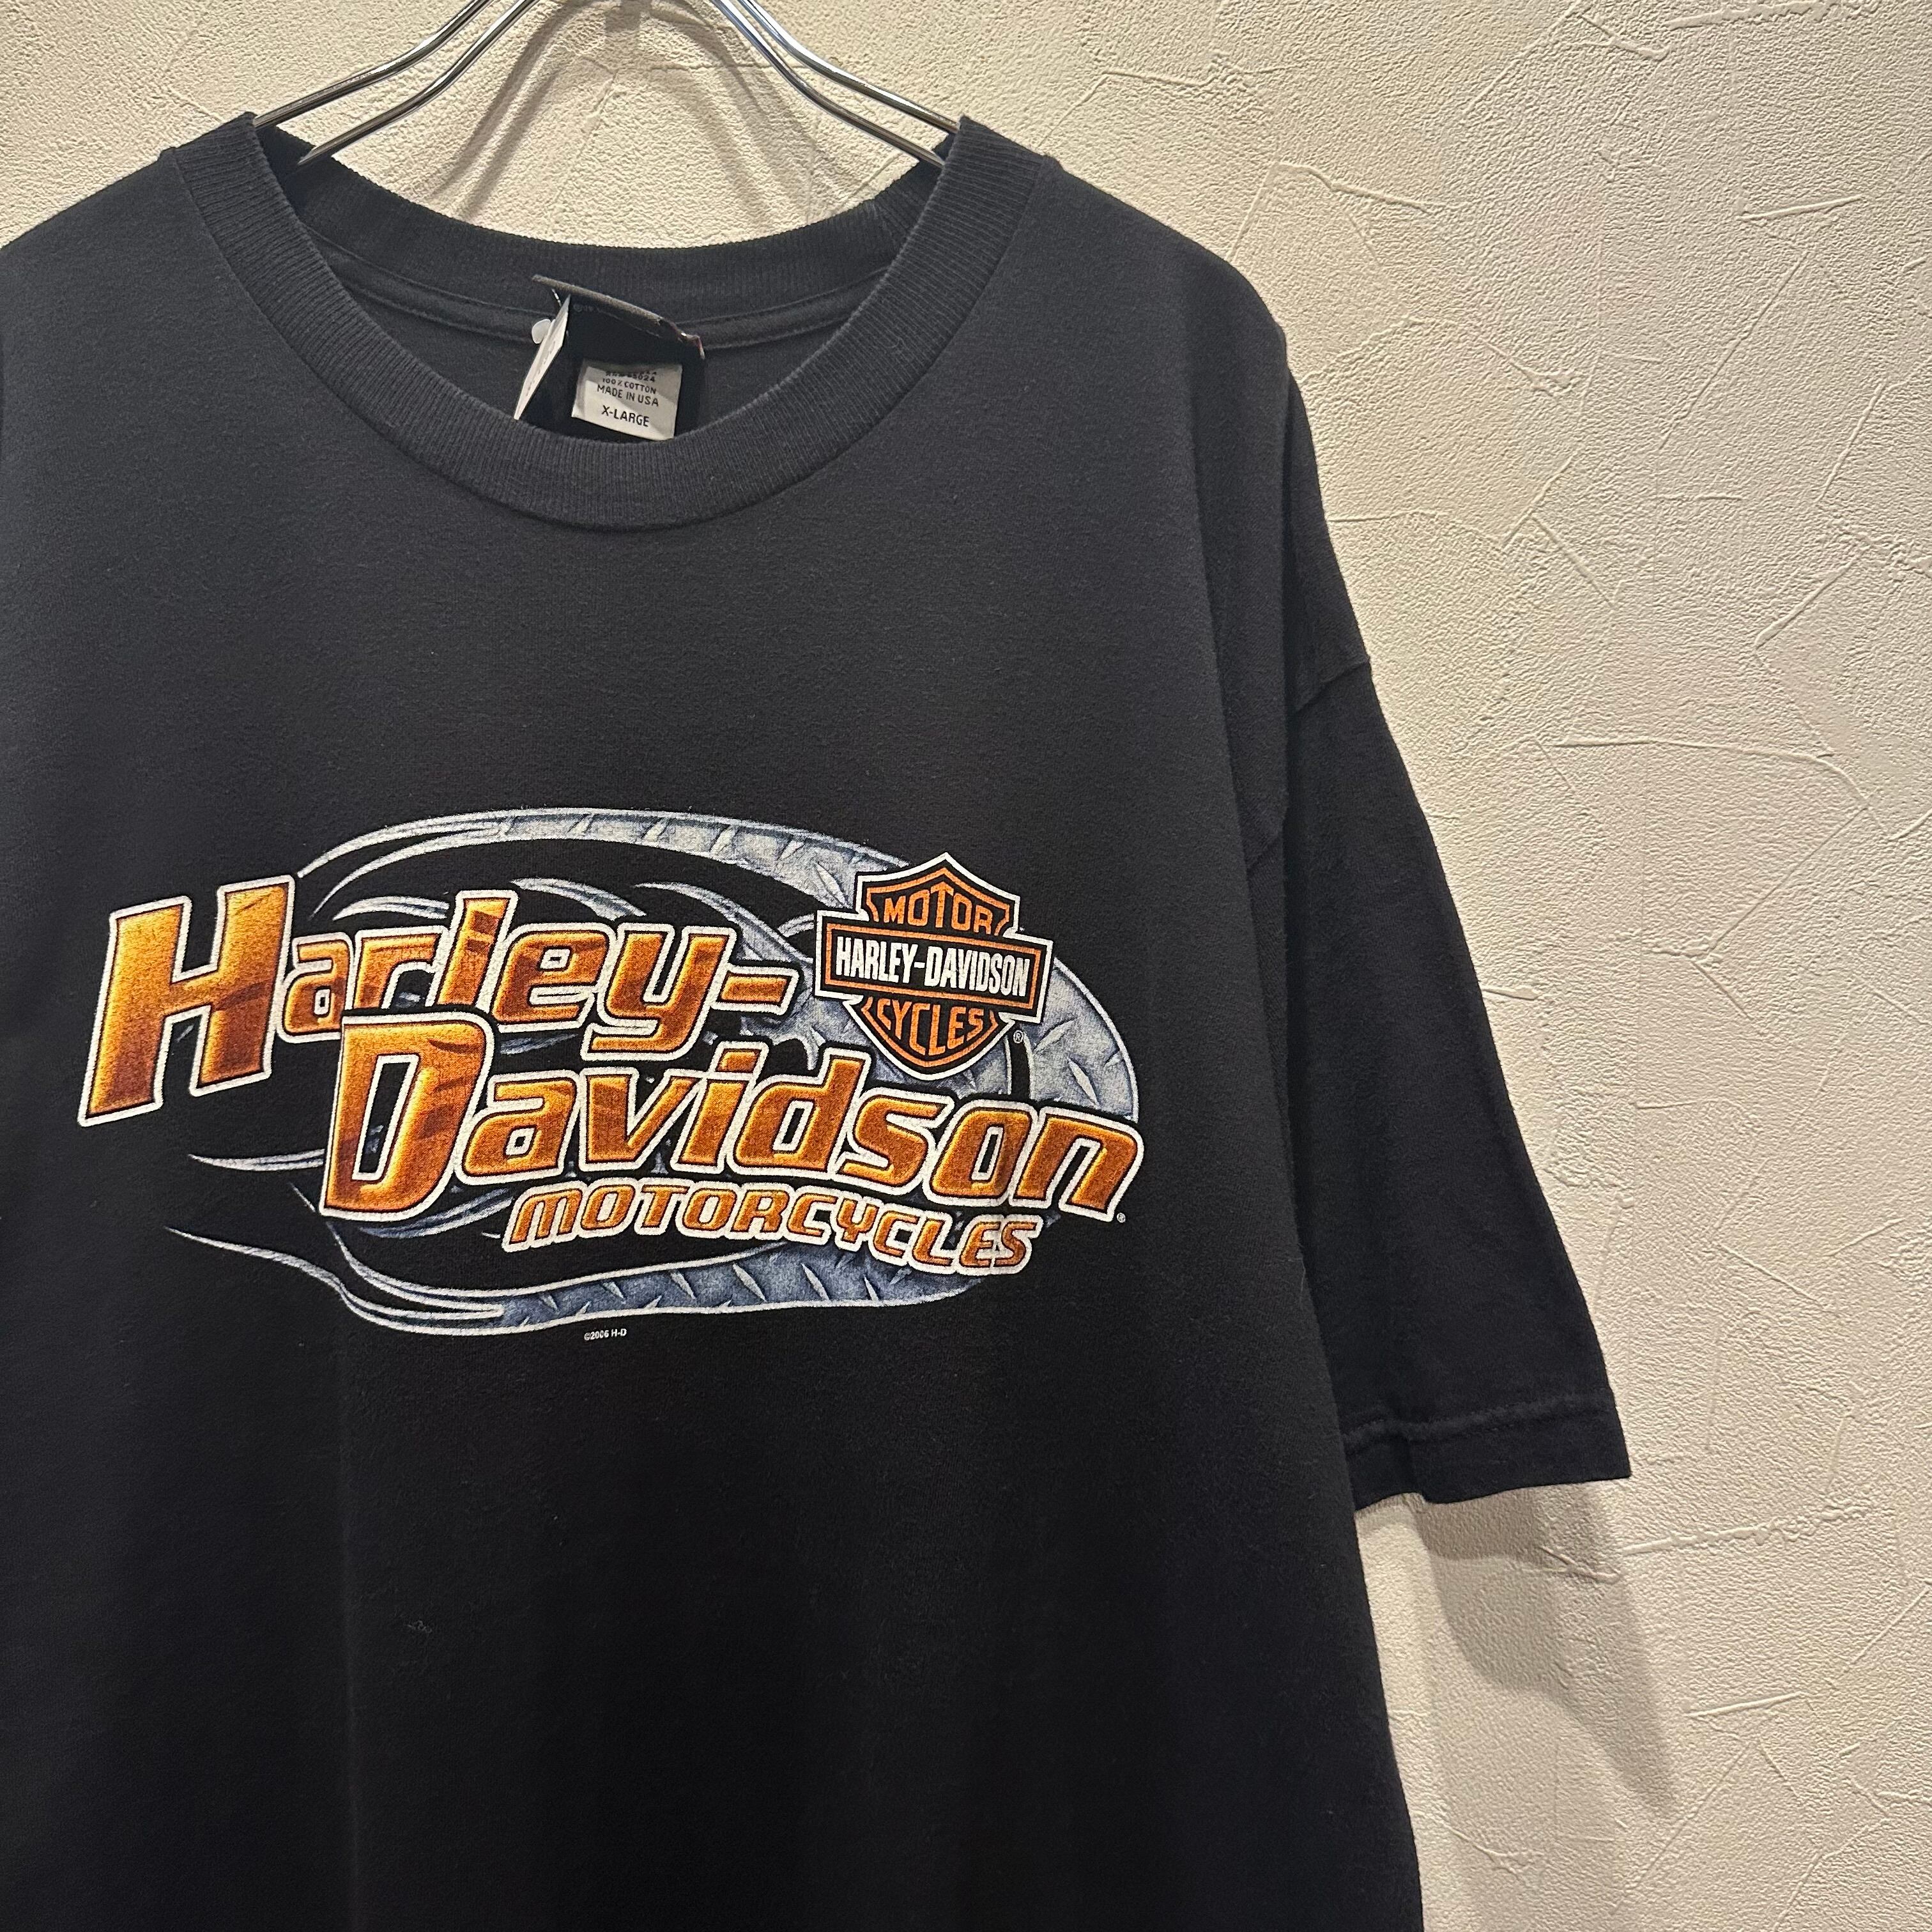 100% COTTON
MADE IN USA
X-LARGE
Harley-
MOTOR
HARLEY-DAVIDSON
CYCLES
®
Davidson
MOTORCYCLES
©2006 H-D